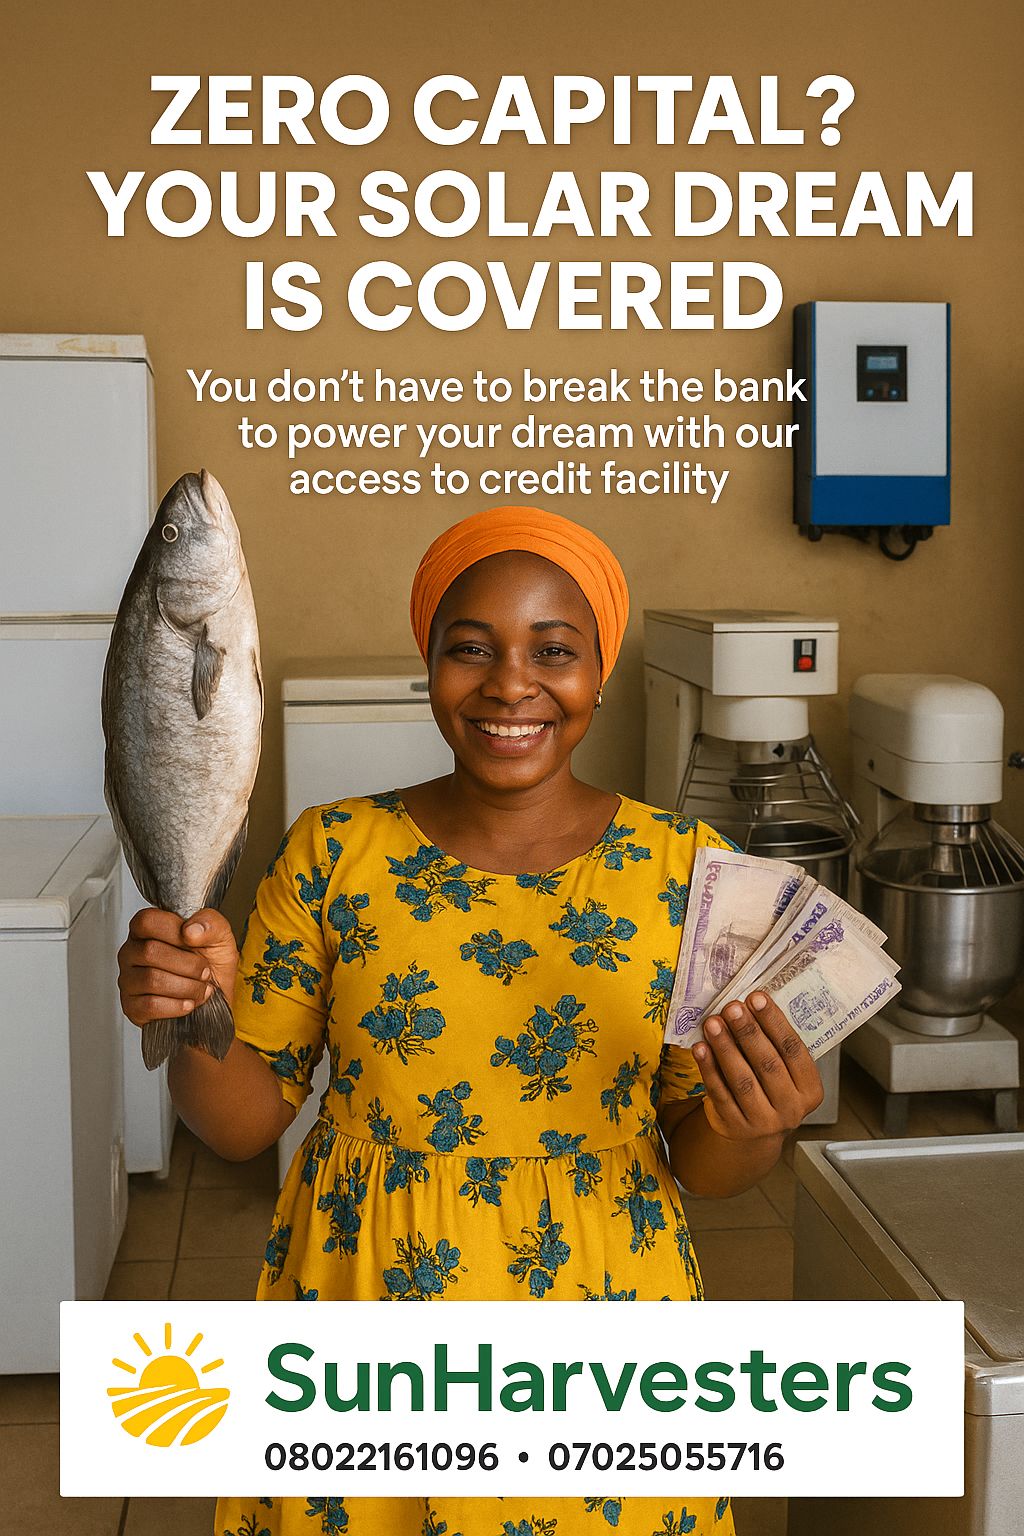 ZERO CAPITAL?
YOUR SOLAR DREAM
IS COVERED
You don't have to break the bank
to power your dream with our
access to credit facility
SunHarvesters
08022161096 • 07025055716